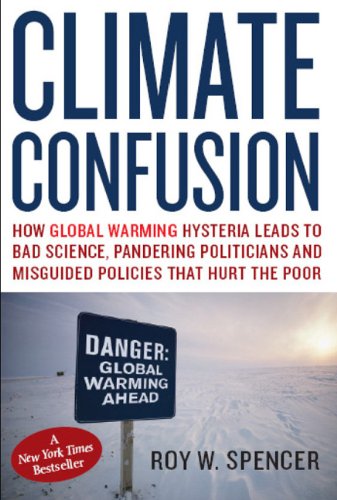 CLIMATE
CONFUSION
HOW GLOBAL WARMING HYSTERIA LEADS TO
BAD SCIENCE, PANDERING POLITICIANS AND
MISGUIDED POLICIES THAT HURT THE POOR
DANGER:
GLOBAL
WARMING
AHEAD
A
New York Times
Bestseller
ROY W. SPENCER